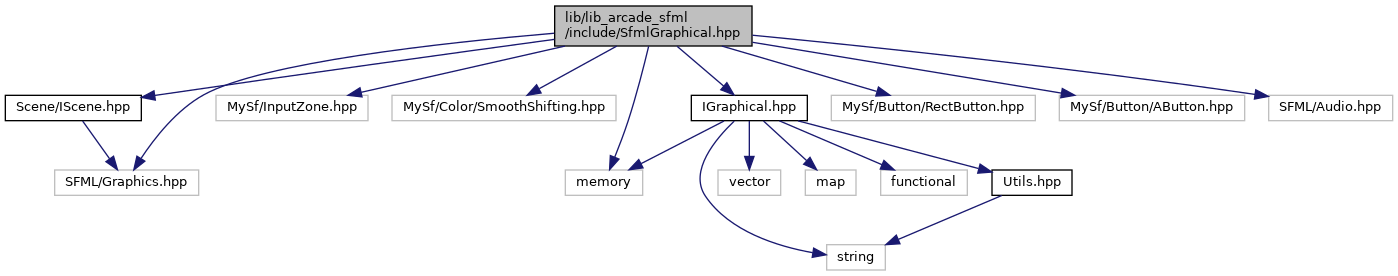 lib/lib_arcade_sfml
/include/SfmlGraphical.hpp
Scene/IScene.hpp
MySf/InputZone.hpp
MySf/Color/SmoothShifting.hpp
IGraphical.hpp
MySf/Button/RectButton.hpp
MySf/Button/AButton.hpp
SFML/Audio.hpp
SFML/Graphics.hpp
memory
vector
map
functional
Utils.hpp
string